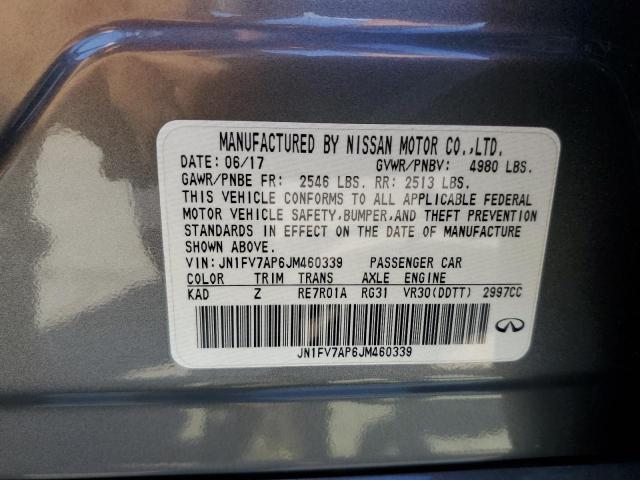 MANUFACTURED BY NISSAN MOTOR CO.,LTD.
DATE: 06/17 GVWR/PNBV: 4980 LBS.
GAWR/PNBE FR: 2546 LBS. RR: 2513 LBS.
THIS VEHICLE CONFORMS TO ALL APPLICABLE FEDERAL
MOTOR VEHICLE SAFETY,BUMPER,AND THEFT PREVENTION
STANDARDS IN EFFECT ON THE DATE OF MANUFACTURE
SHOWN ABOVE.
VIN: JN1FV7AP6JM460339 PASSENGER CAR
COLOR TRIM TRANS AXLE ENGINE
KAD Z RE7R01A RG31 VR30(DDTT) 2997CC
JN1FV7AP6JM460339